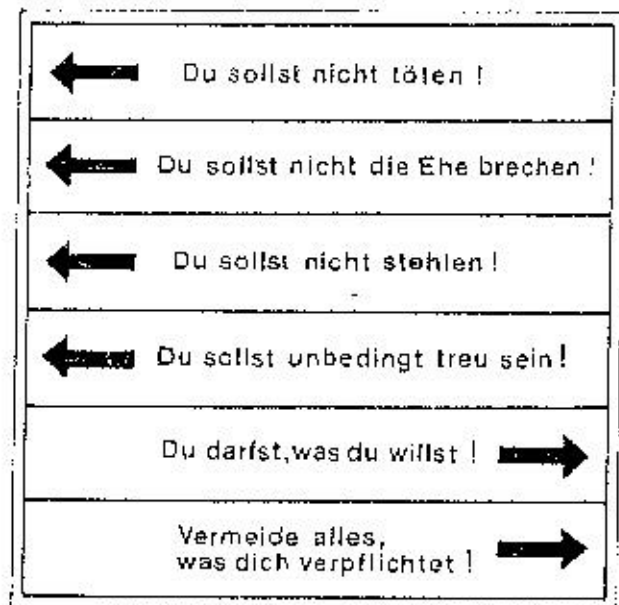 Du sollst nicht töten !
Du sollst nicht die Ehe brechen !
Du sollst nicht stehlen !
Du sollst unbedingt treu sein !
Du darfst, was du willst !
Vermeide alles,
was dich verpflichtet !